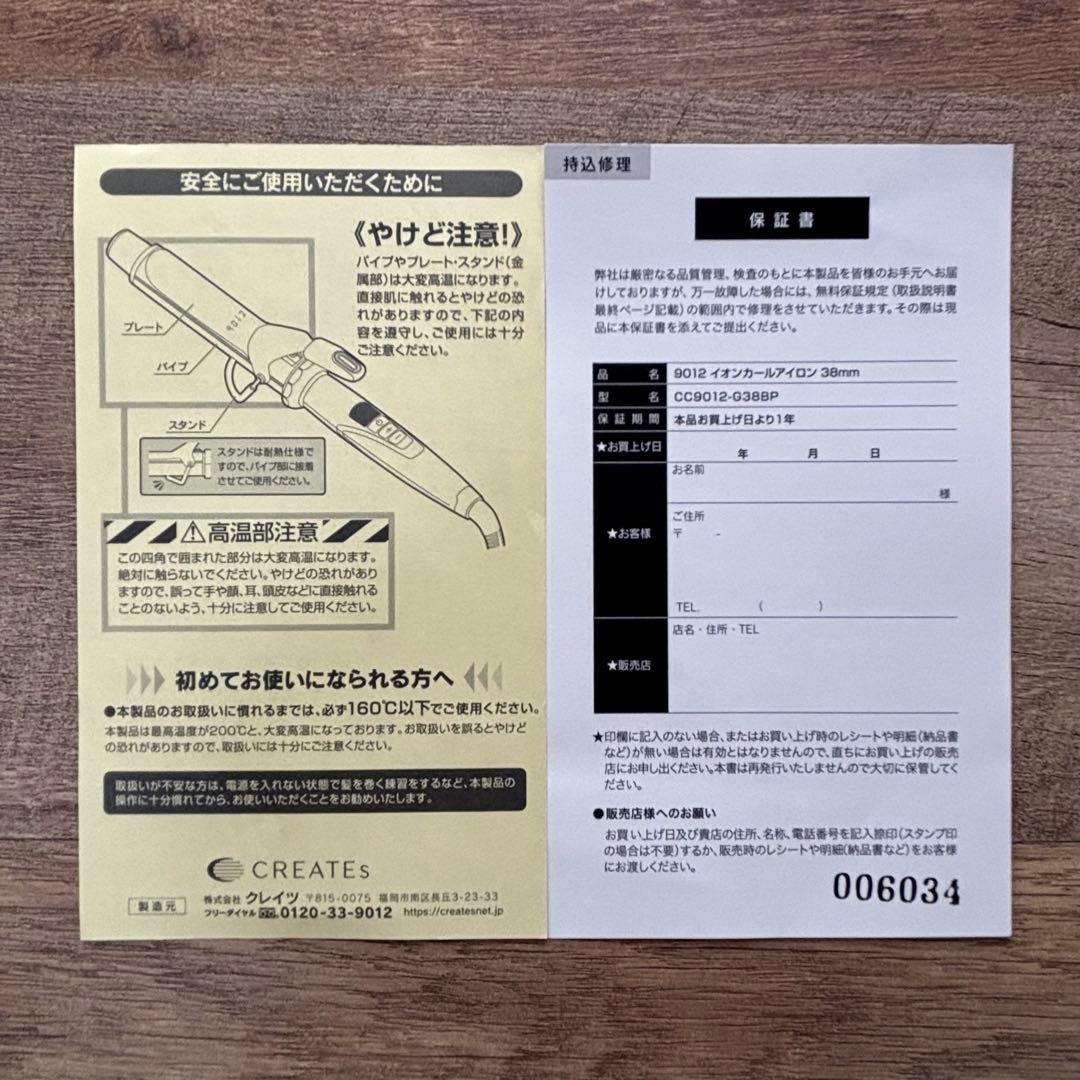 安全にご使用いただくために
《やけど注意!》
パイプやプレート・スタンド(金
属部)は大変高温になります。
直接肌に触れるとやけどの恐
れがありますので、下記の内
容を遵守し、ご使用には十分
ご注意ください。
9012
プレート
パイプ
スタンド
スタンドは耐熱仕様で
すので、パイプ部に接着
させてご使用ください。
高温部注意
この四角で囲まれた部分は大変高温になります。
絶対に触らないでください。やけどの恐れがあり
ますので、誤って手や顔、耳、頭皮などに直接触れる
ことのないよう、十分に注意してご使用ください。
初めてお使いになられる方へ
●本製品のお取扱いに慣れるまでは、必ず160℃以下でご使用ください。
本製品は最高温度が200℃と、大変高温になっております。お取扱いを誤るとやけど
の恐れがありますので、取扱いには十分にご注意ください。
取扱いが不安な方は、電源を入れない状態で髪を巻く練習をするなど、本製品の
操作に十分慣れてから、お使いいただくことをお勧めいたします。
CREATEs
製造元
株式会社 クレイツ 〒815-0075 福岡市南区長丘3-23-33
フリーダイヤル 0120-33-9012 https://createsnet.jp
持込修理
保証書
弊社は厳密なる品質管理、検査のもとに本製品を皆様のお手元へお届
けしておりますが、万一故障した場合には、無料保証規定(取扱説明書
最終ページ記載)の範囲内で修理をさせていただきます。その際は現
品に本保証書を添えてご提出ください。
品名 9012 イオンカールアイロン 38mm
型名 CC9012-G38BP
保証期間 本品お買上げ日より1年
★お買上げ日 年 月 日
お名前
様
★お客様
ご住所
〒 -
TEL. ( )
店名・住所・TEL
★販売店
★印欄に記入のない場合、またはお買い上げ時のレシートや明細(納品書
など)が無い場合は有効とはなりませんので、直ちにお買い上げの販売
店にお申し出ください。本書は再発行いたしませんので大切に保管してく
ださい。
●販売店様へのお願い
お買い上げ日及び貴店の住所、名称、電話番号を記入捺印(スタンプ印
の場合は不要)するか、販売時のレシートや明細(納品書など)をお客様
にお渡しください。
006034